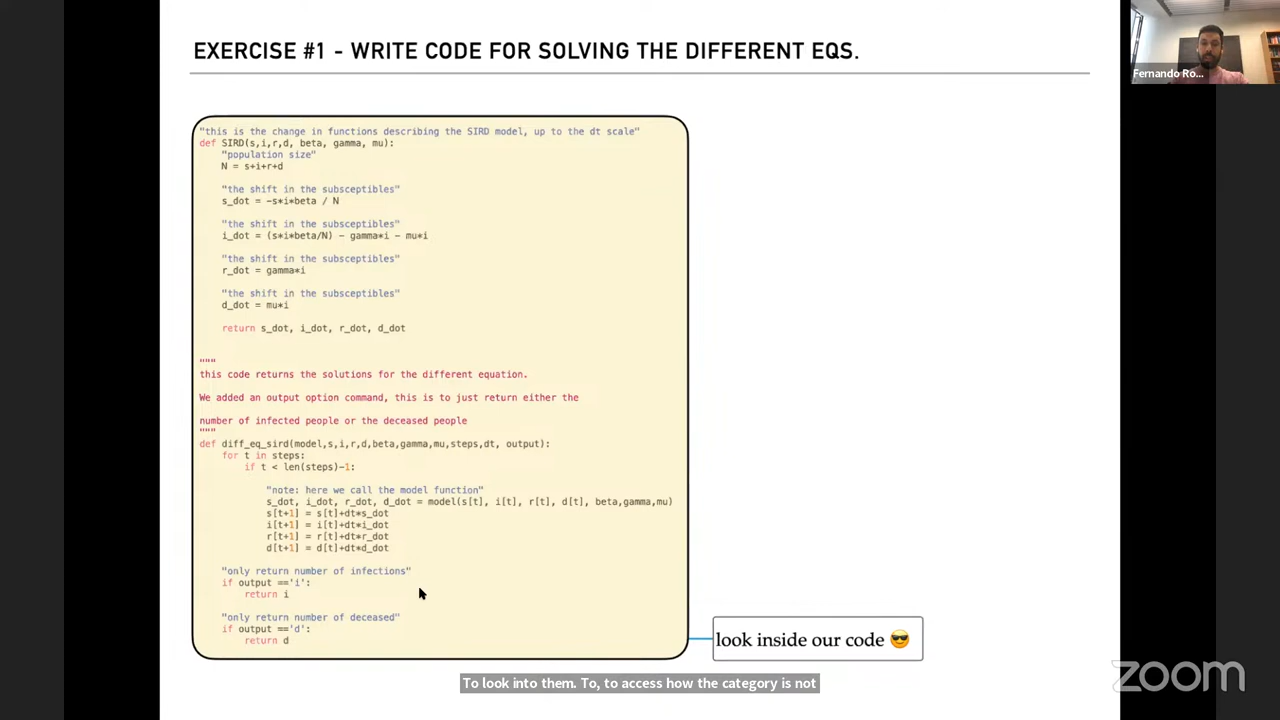 EXERCISE #1 - WRITE CODE FOR SOLVING THE DIFFERENT EQS.
Fernando Ro...
"this is the change in functions describing the SIRD model, up to the dt scale"
def SIRD(s,i,r,d, beta, gamma, mu):
"population size"
N = s+i+r+d
"the shift in the subsceptibles"
s_dot = -s*i*beta / N
"the shift in the subsceptibles"
i_dot = (s*i*beta/N) - gamma*i - mu*i
"the shift in the subsceptibles"
r_dot = gamma*i
"the shift in the subsceptibles"
d_dot = mu*i
return s_dot, i_dot, r_dot, d_dot
"""
this code returns the solutions for the different equation.
We added an output option command, this is to just return either the
number of infected people or the deceased people
"""
def diff_eq_sird(model,s,i,r,d,beta,gamma,mu,steps,dt, output):
for t in steps:
if t < len(steps)-1:
"note: here we call the model function"
s_dot, i_dot, r_dot, d_dot = model(s[t], i[t], r[t], d[t], beta,gamma,mu)
s[t+1] = s[t]+dt*s_dot
i[t+1] = i[t]+dt*i_dot
r[t+1] = r[t]+dt*r_dot
d[t+1] = d[t]+dt*d_dot
"only return number of infections"
if output =='i':
return i
"only return number of deceased"
if output =='d':
return d
look inside our code 😎
To look into them. To, to access how the category is not
zoom